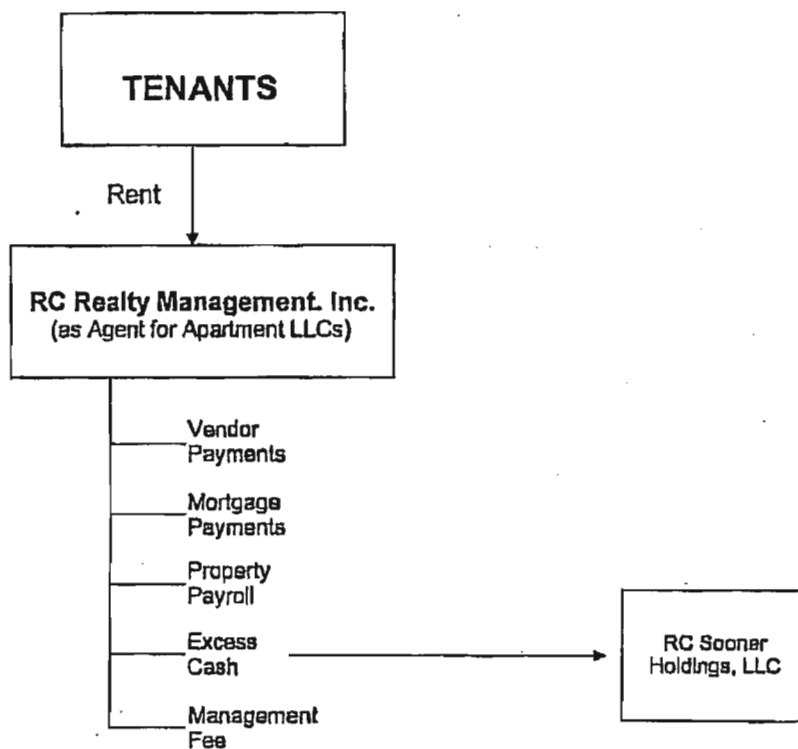 TENANTS
Rent
RC Realty Management. Inc.
(as Agent for Apartment LLCs)
Vendor
Payments
Mortgage
Payments
Property
Payroll
Excess
Cash
RC Sooner
Holdings, LLC
Management
Fee